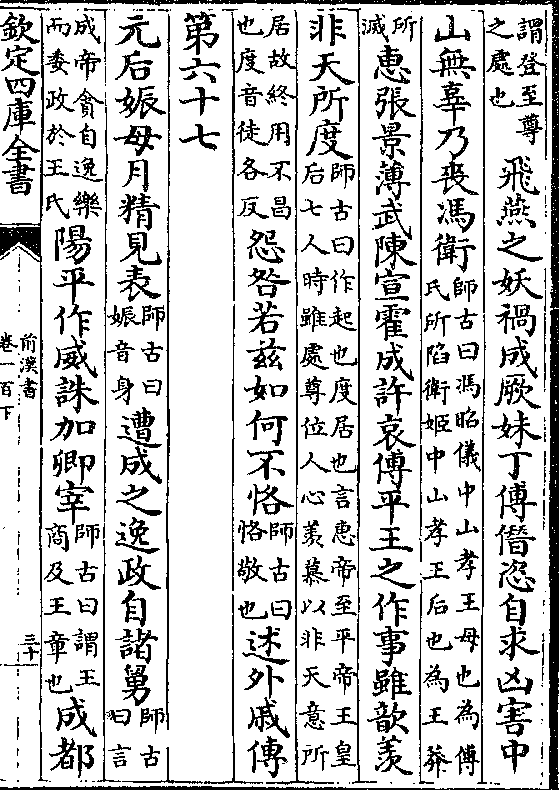 謂登至尊
之處也
飛燕之妖禍成厥妹丁傅僭恣自求凶害中
山無辜乃喪馮衛
師古曰馮昭儀中山孝王母也為傅
氏所陷衛姬中山孝王后也為王莽
所
滅
惠張景薄武陳宣霍成許哀傅平王之作事雖歆羡
非天所度
師古曰作起也度居也言惠帝至平帝王皇
后七人時雖處尊位人心羨慕以非天意所
居故終用不昌
也度音徒各反
怨咎若兹如何不恪
師古曰
恪敬也
述外戚傳
第六十七
元后娠母月精見表
師古曰
娠音身
遭成之逸政自諸舅
師古
曰言
成帝貪自逸樂
而委政於王氏
陽平作威誅加卿宰
師古曰謂王
商及王章也
成都
欽定四庫全書
前漢書
卷一百下
三十